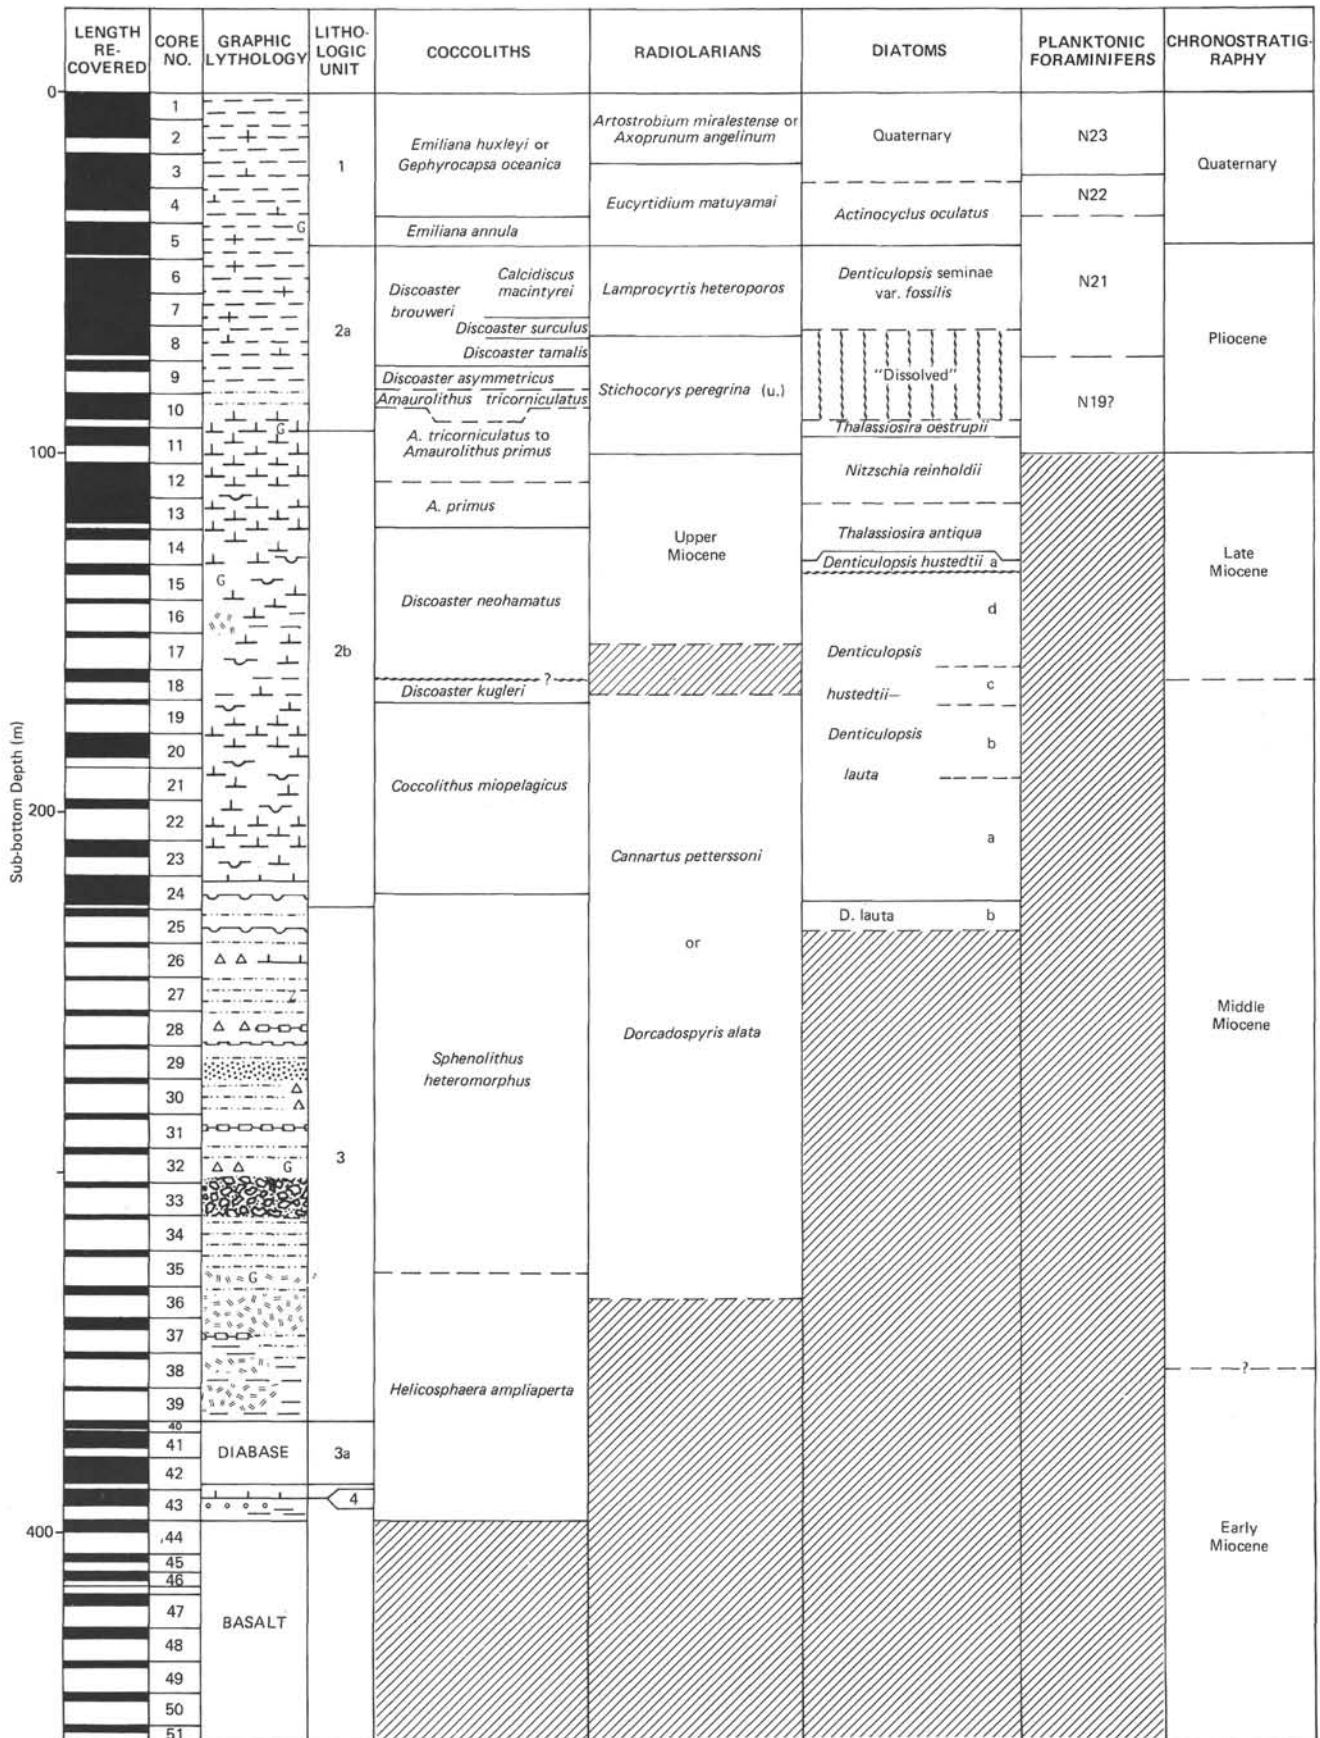 LENGTH RE- COVERED
CORE NO.
GRAPHIC LYTHOLOGY
LITHO- LOGIC UNIT
COCCOLITHS
RADIOLARIANS
DIATOMS
PLANKTONIC FORAMINIFERS
CHRONOSTRATIG- RAPHY
Sub-bottom Depth (m)
0
100
200
400
1
2
3
4
5
6
7
8
9
10
11
12
13
14
15
16
17
18
19
20
21
22
23
24
25
26
27
28
29
30
31
32
33
34
35
36
37
38
39
40
41
42
43
44
45
46
47
48
49
50
51
G
G
G
Z
G
G
DIABASE
BASALT
1
2a
2b
3
3a
4
Emiliana huxleyi or
Gephyrocapsa oceanica
Emiliana annula
Discoaster
brouweri
Calcidiscus
macintyrei
Discoaster surculus
Discoaster tamalis
Discoaster asymmetricus
Amaurolithus tricorniculatus
A. tricorniculatus to
Amaurolithus primus
A. primus
Discoaster neohamatus
?
Discoaster kugleri
Coccolithus miopelagicus
Sphenolithus
heteromorphus
Helicosphaera ampliaperta
Artostrobium miralestense or
Axoprunum angelinum
Eucyrtidium matuyamai
Lamprocyrtis heteroporos
Stichocorys peregrina (u.)
Upper
Miocene
Cannartus petterssoni
or
Dorcadospyris alata
Quaternary
Actinocyclus oculatus
Denticulopsis seminae
var. fossilis
"Dissolved"
Thalassiosira oestrupii
Nitzschia reinholdii
Thalassiosira antiqua
Denticulopsis hustedtii a
d
Denticulopsis
c
hustedtii—
Denticulopsis
b
lauta
a
D. lauta b
N23
N22
N21
N19?
Quaternary
Pliocene
Late
Miocene
Middle
Miocene
?
Early
Miocene